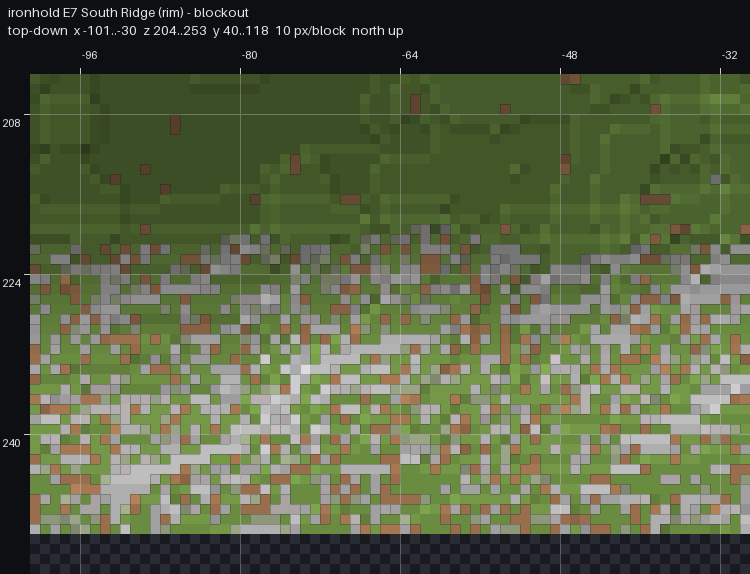 ironhold E7 South Ridge (rim) - blockout
top-down  x -101..-30  z 204..253  y 40..118  10 px/block  north up
-96 -80 -64 -48 -32
208
224
240